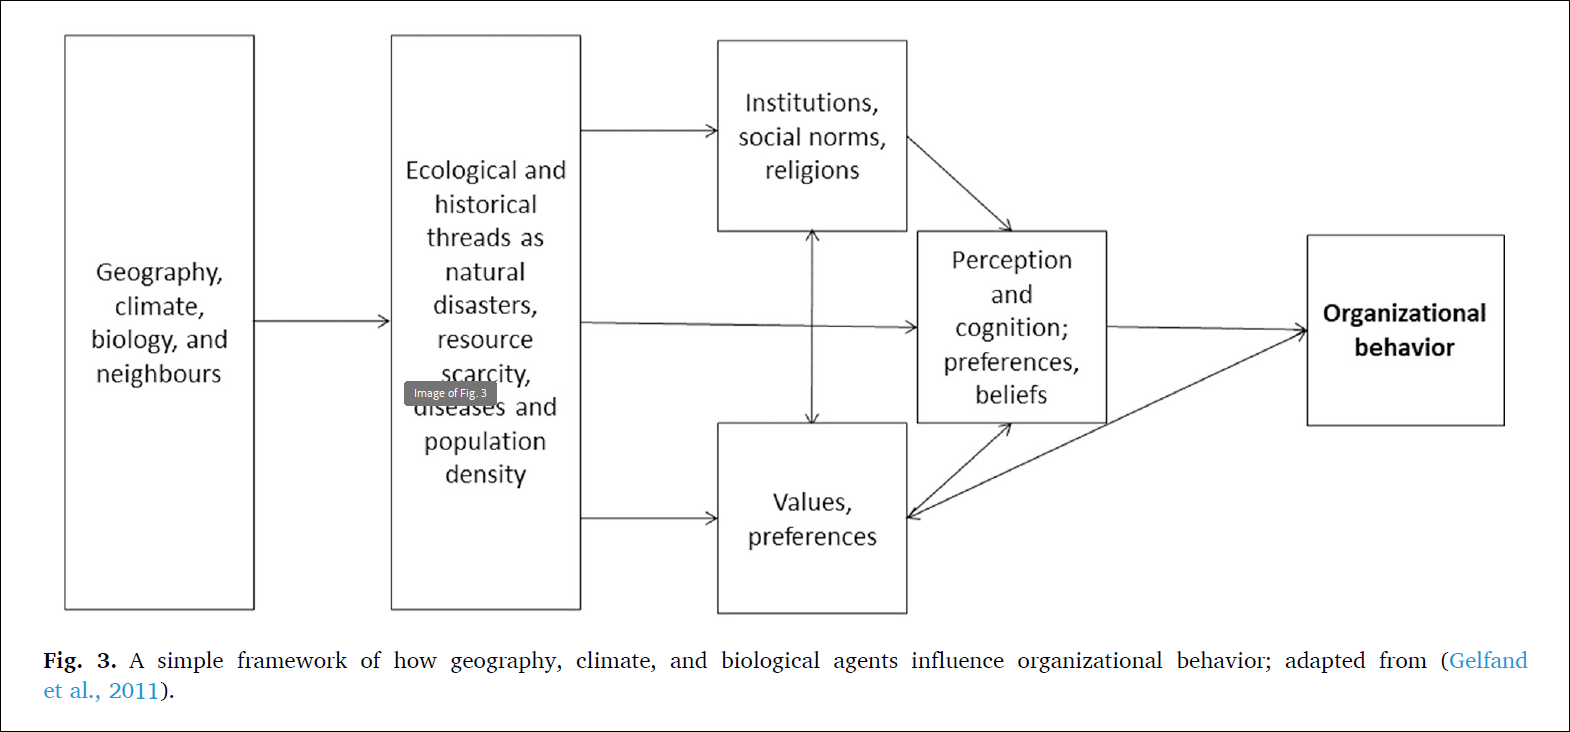 Geography,
climate,
biology, and
neighbours
Ecological and
historical
threads as
natural
disasters,
resource
scarcity,
diseases and
population
density
Image of Fig. 3
Institutions,
social norms,
religions
Values,
preferences
Perception
and
cognition;
preferences,
beliefs
Organizational
behavior
Fig. 3. A simple framework of how geography, climate, and biological agents influence organizational behavior; adapted from (Gelfand
et al., 2011).